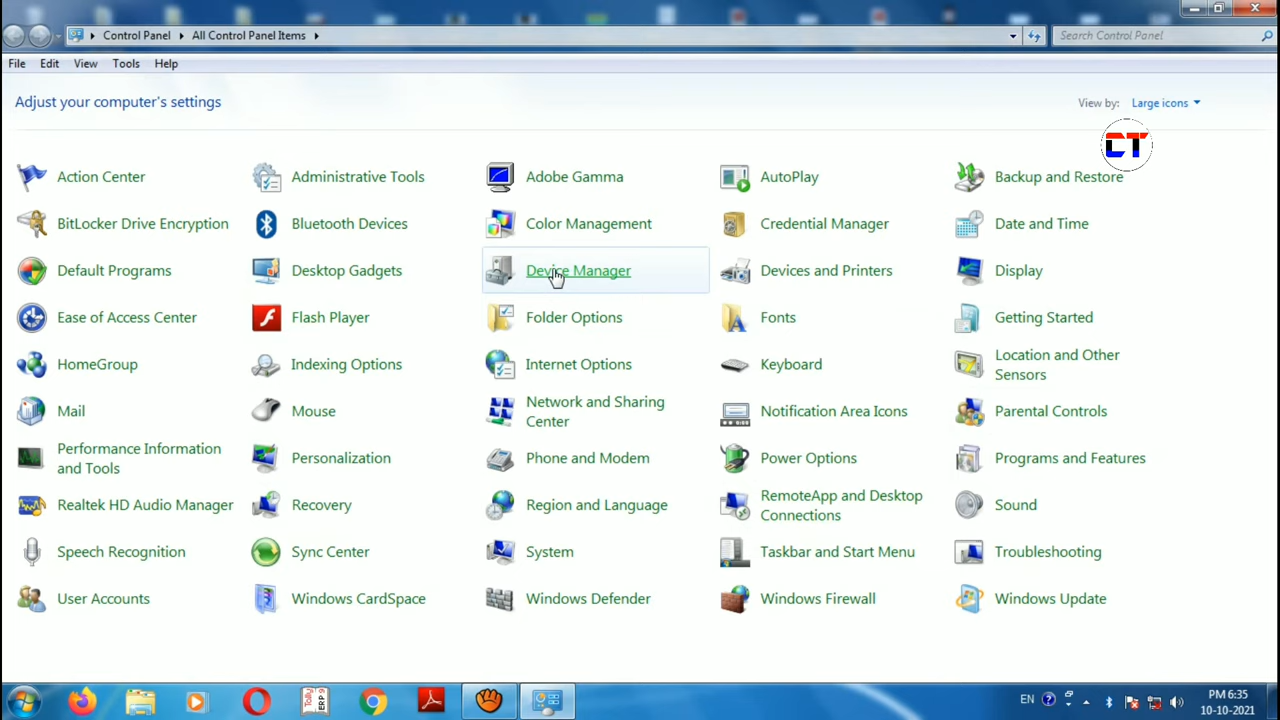 Control Panel All Control Panel Items
Search Control Panel
File Edit View Tools Help
Adjust your computer's settings
View by: Large icons
CT
Action Center
Administrative Tools
Adobe Gamma
AutoPlay
Backup and Restore
BitLocker Drive Encryption
Bluetooth Devices
Color Management
Credential Manager
Date and Time
Default Programs
Desktop Gadgets
Device Manager
Devices and Printers
Display
Ease of Access Center
Flash Player
Folder Options
Fonts
Getting Started
HomeGroup
Indexing Options
Internet Options
Keyboard
Location and Other
Sensors
Mail
Mouse
Network and Sharing
Center
Notification Area Icons
Parental Controls
Performance Information
and Tools
Personalization
Phone and Modem
Power Options
Programs and Features
Realtek HD Audio Manager
Recovery
Region and Language
RemoteApp and Desktop
Connections
Sound
Speech Recognition
Sync Center
System
Taskbar and Start Menu
Troubleshooting
User Accounts
Windows CardSpace
Windows Defender
Windows Firewall
Windows Update
Tally
ERP 9
EN
PM 6:35
10-10-2021